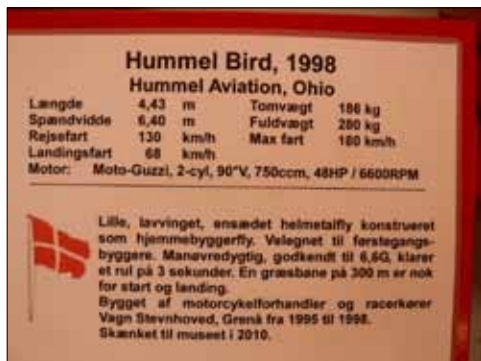 Hummel Bird, 1998
Hummel Aviation, Ohio
Længde 4,43 m Tomvægt 186 kg
Spændvidde 6,40 m Fuldvægt 280 kg
Rejsefart 130 km/h Max fart 180 km/h
Landingsfart 68 km/h
Motor: Moto-Guzzi, 2-cyl, 90°V, 750ccm, 48HP / 6600RPM
Lille, lavvinget, ensædet helmetalfly konstrueret
som hjemmebyggerfly. Velegnet til førstegangs-
byggere. Manøvredygtig, godkendt til 6,6G, klarer
et rul på 3 sekunder. En græsbane på 300 m er nok
for start og landing.
Bygget af motorcykelforhandler og racerkører
Vagn Stevnhoved, Grenå fra 1995 til 1998.
Skænket til museet i 2010.